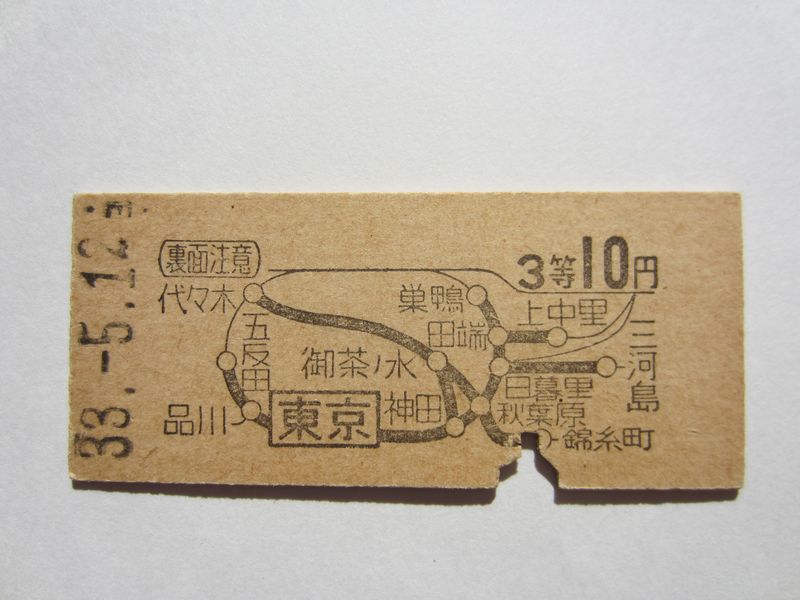 33.-5.12
裏面注意
3等10円
代々木
巣鴨
上中里
田端
五反田
御茶ノ水
三河島
日暮里
品川
東京
神田
秋葉原
錦糸町